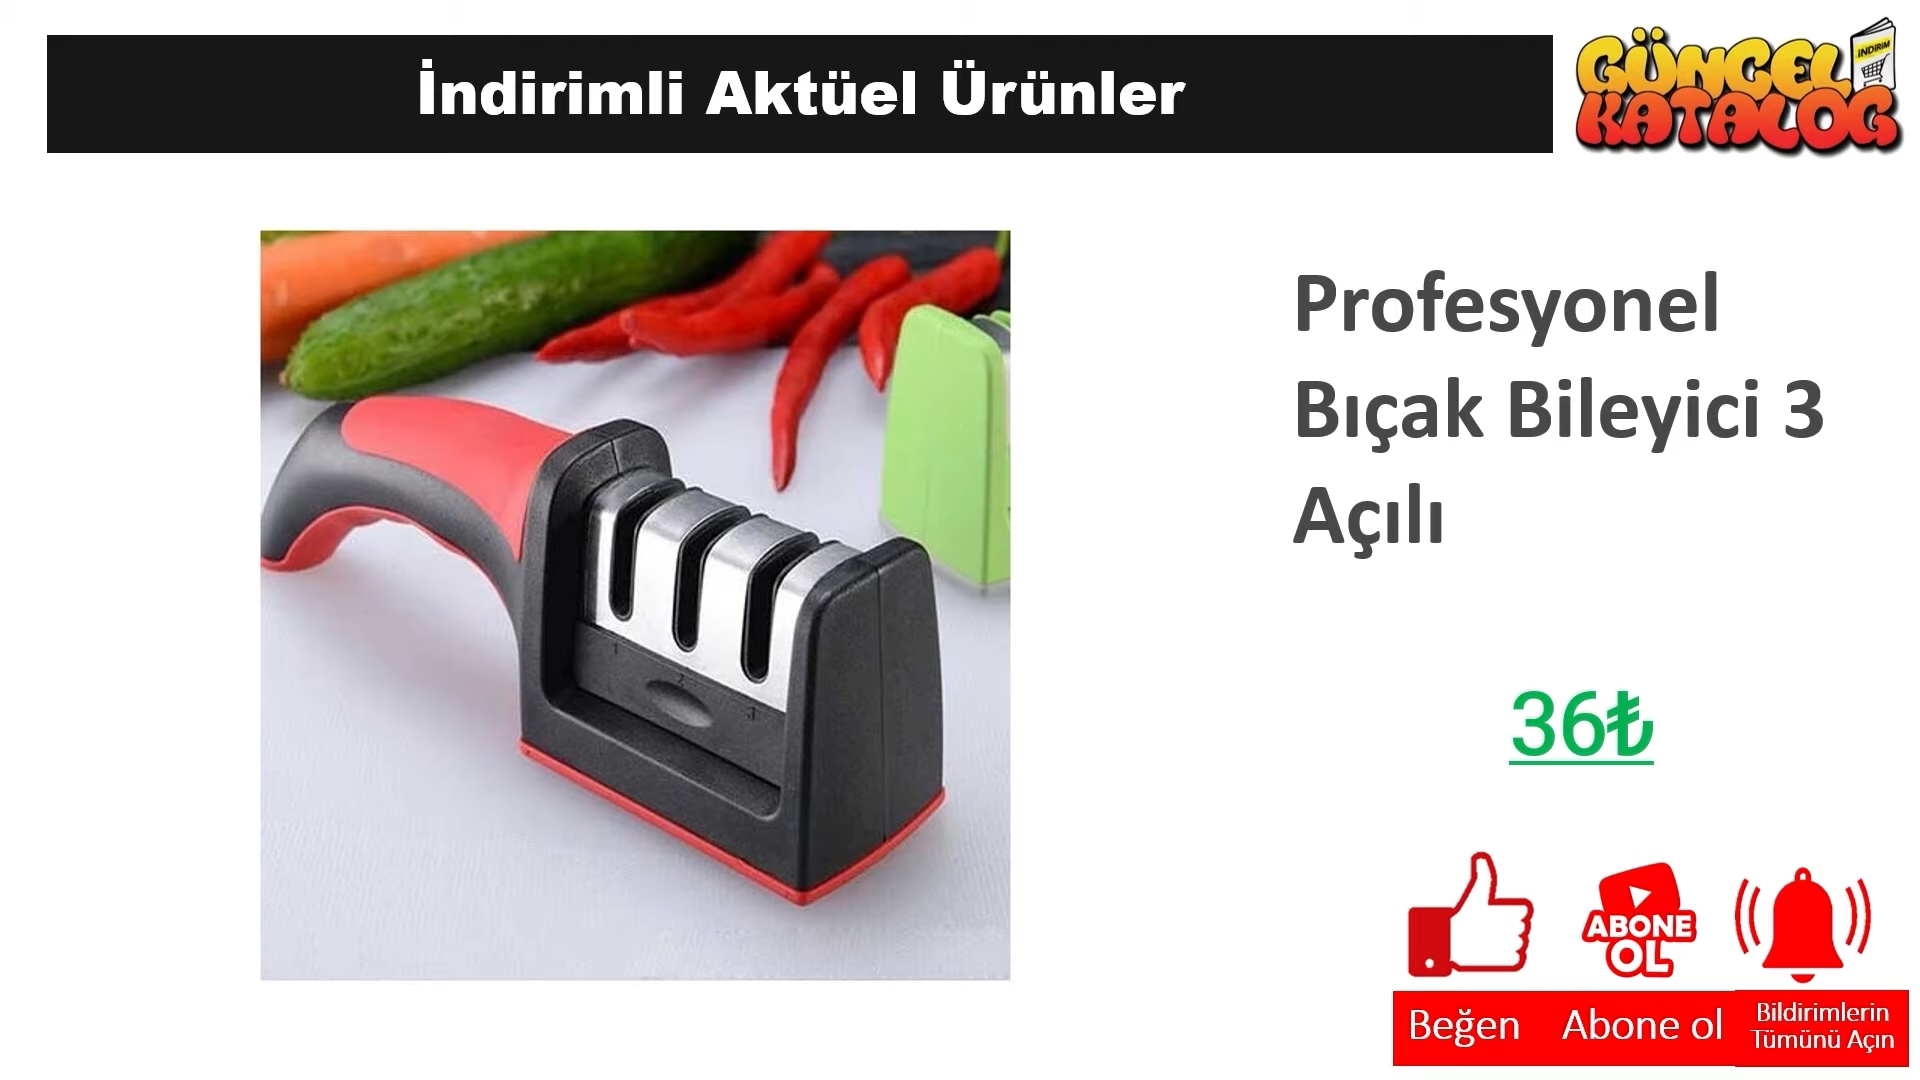 İndirimli Aktüel Ürünler
GÜNCEL
KATALOG
İNDİRİM
Profesyonel
Bıçak Bileyici 3
Açılı
1
2
3
36₺
ABONE
OL
Beğen
Abone ol
Bildirimlerin
Tümünü Açın